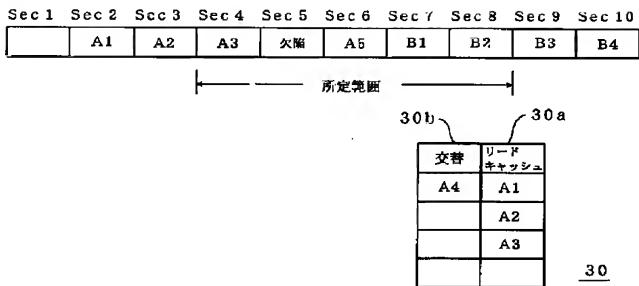 Sec 1 Sec 2 Sec 3 Sec 4 Sec 5 Sec 6 Sec 7 Sec 8 Sec 9 Sec 10
A1 A2 A3 欠陥 A5 B1 B2 B3 B4
所定範囲
30b 30a
交替 リードキャッシュ
A4 A1
A2
A3
30